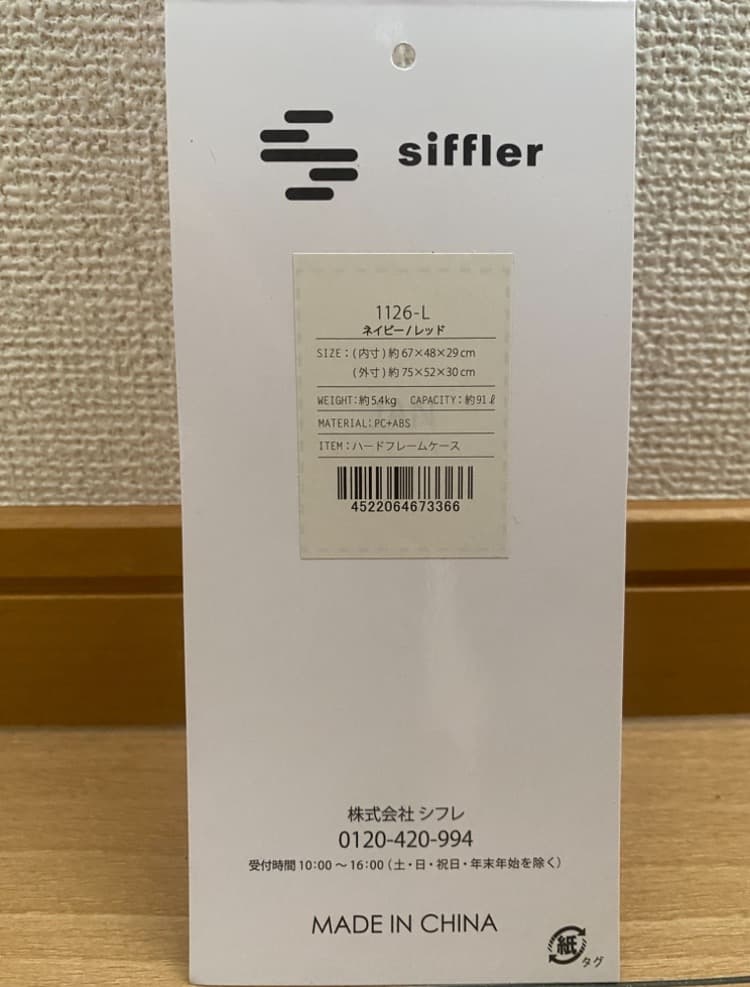 siffler
1126-L
ネイビー/レッド
SIZE:(内寸)約67×48×29cm
(外寸)約75×52×30cm
WEIGHT:約5.4kg CAPACITY:約91ℓ
MATERIAL:PC+ABS
ITEM:ハードフレームケース
4522064673366
株式会社 シフレ
0120-420-994
受付時間 10:00 〜 16:00 (土・日・祝日・年末年始を除く)
MADE IN CHINA
紙
タグ